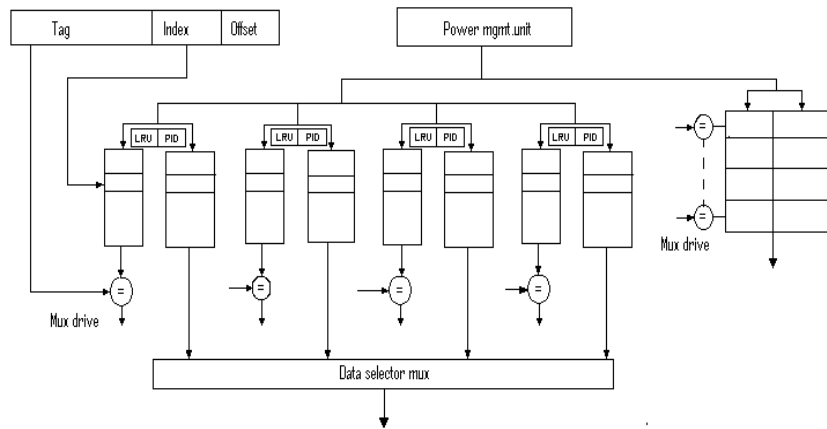 Tag Index Offset
Power mgmt.unit
LRU PID
LRU PID
LRU PID
LRU PID
=
=
Mux drive
=
=
=
=
Mux drive
Data selector mux